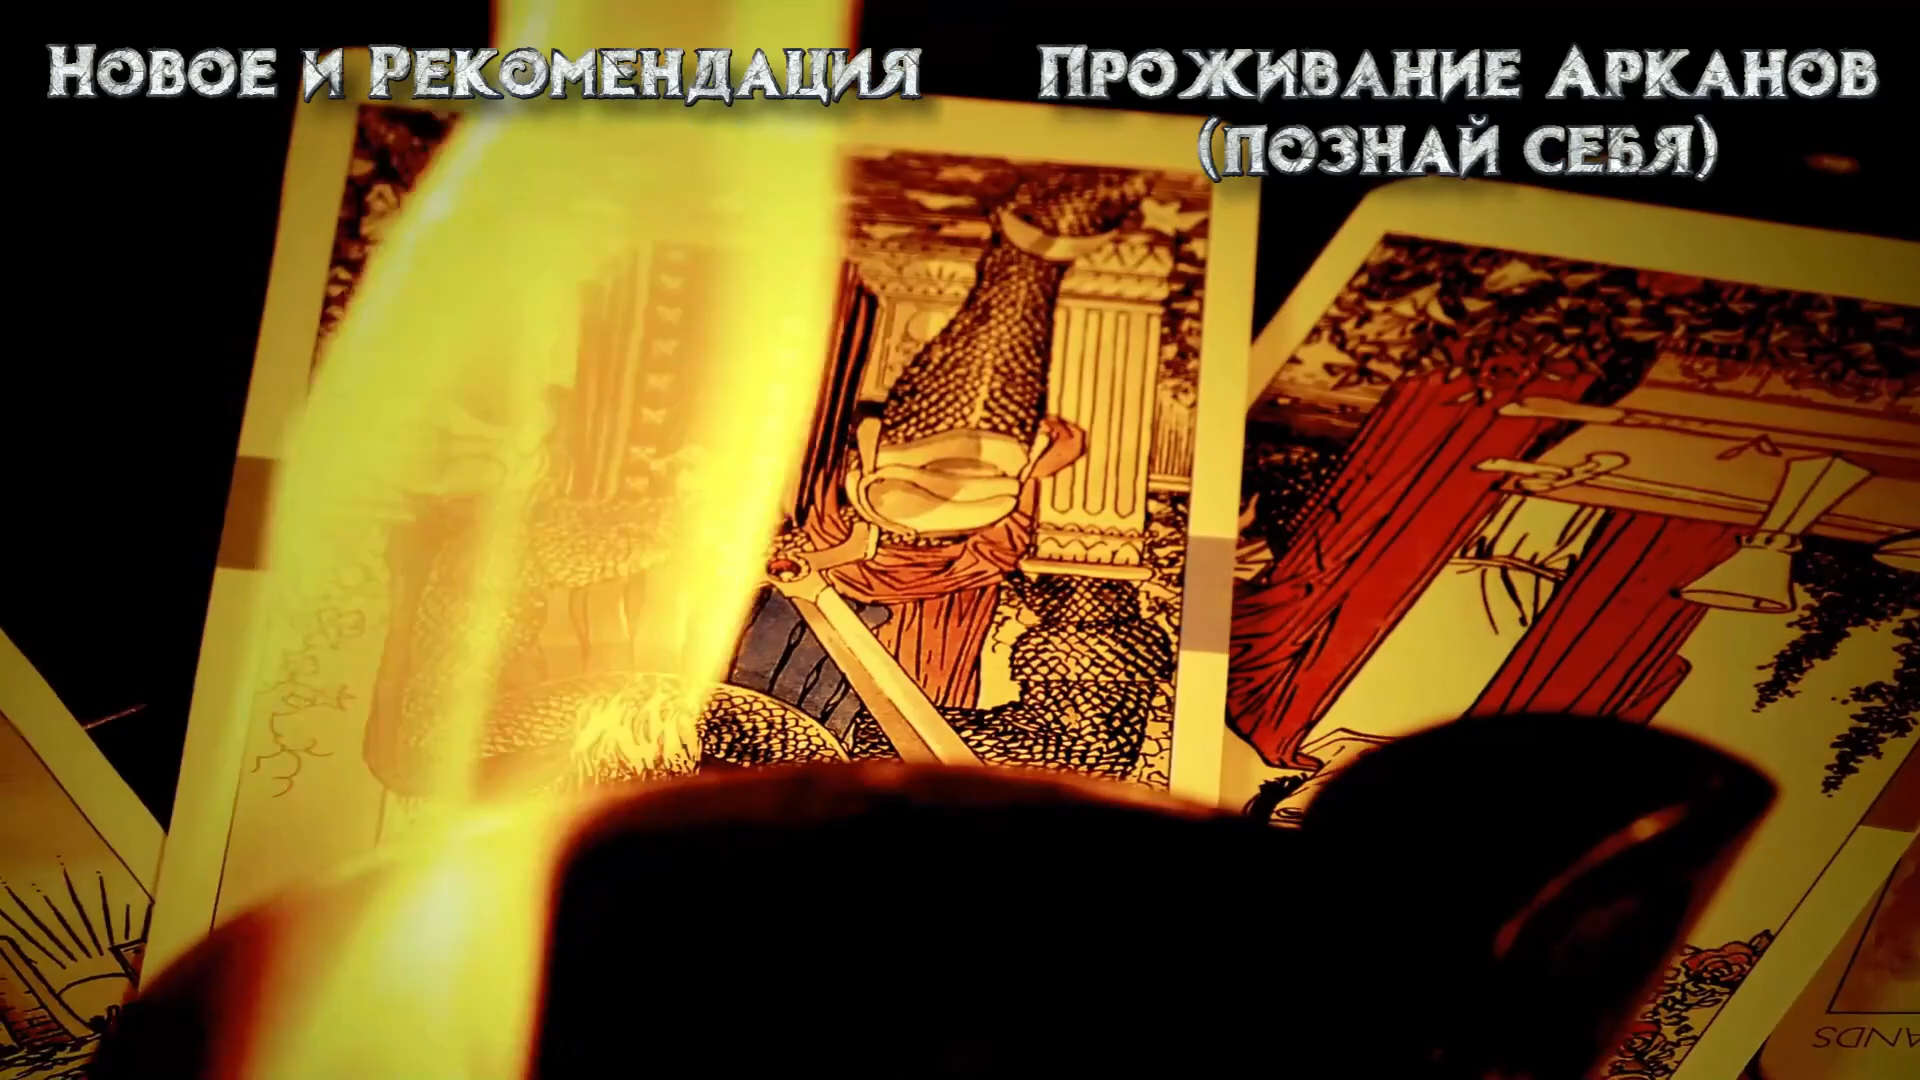 Новое и Рекомендация
Проживание Арканов
(познай себя)